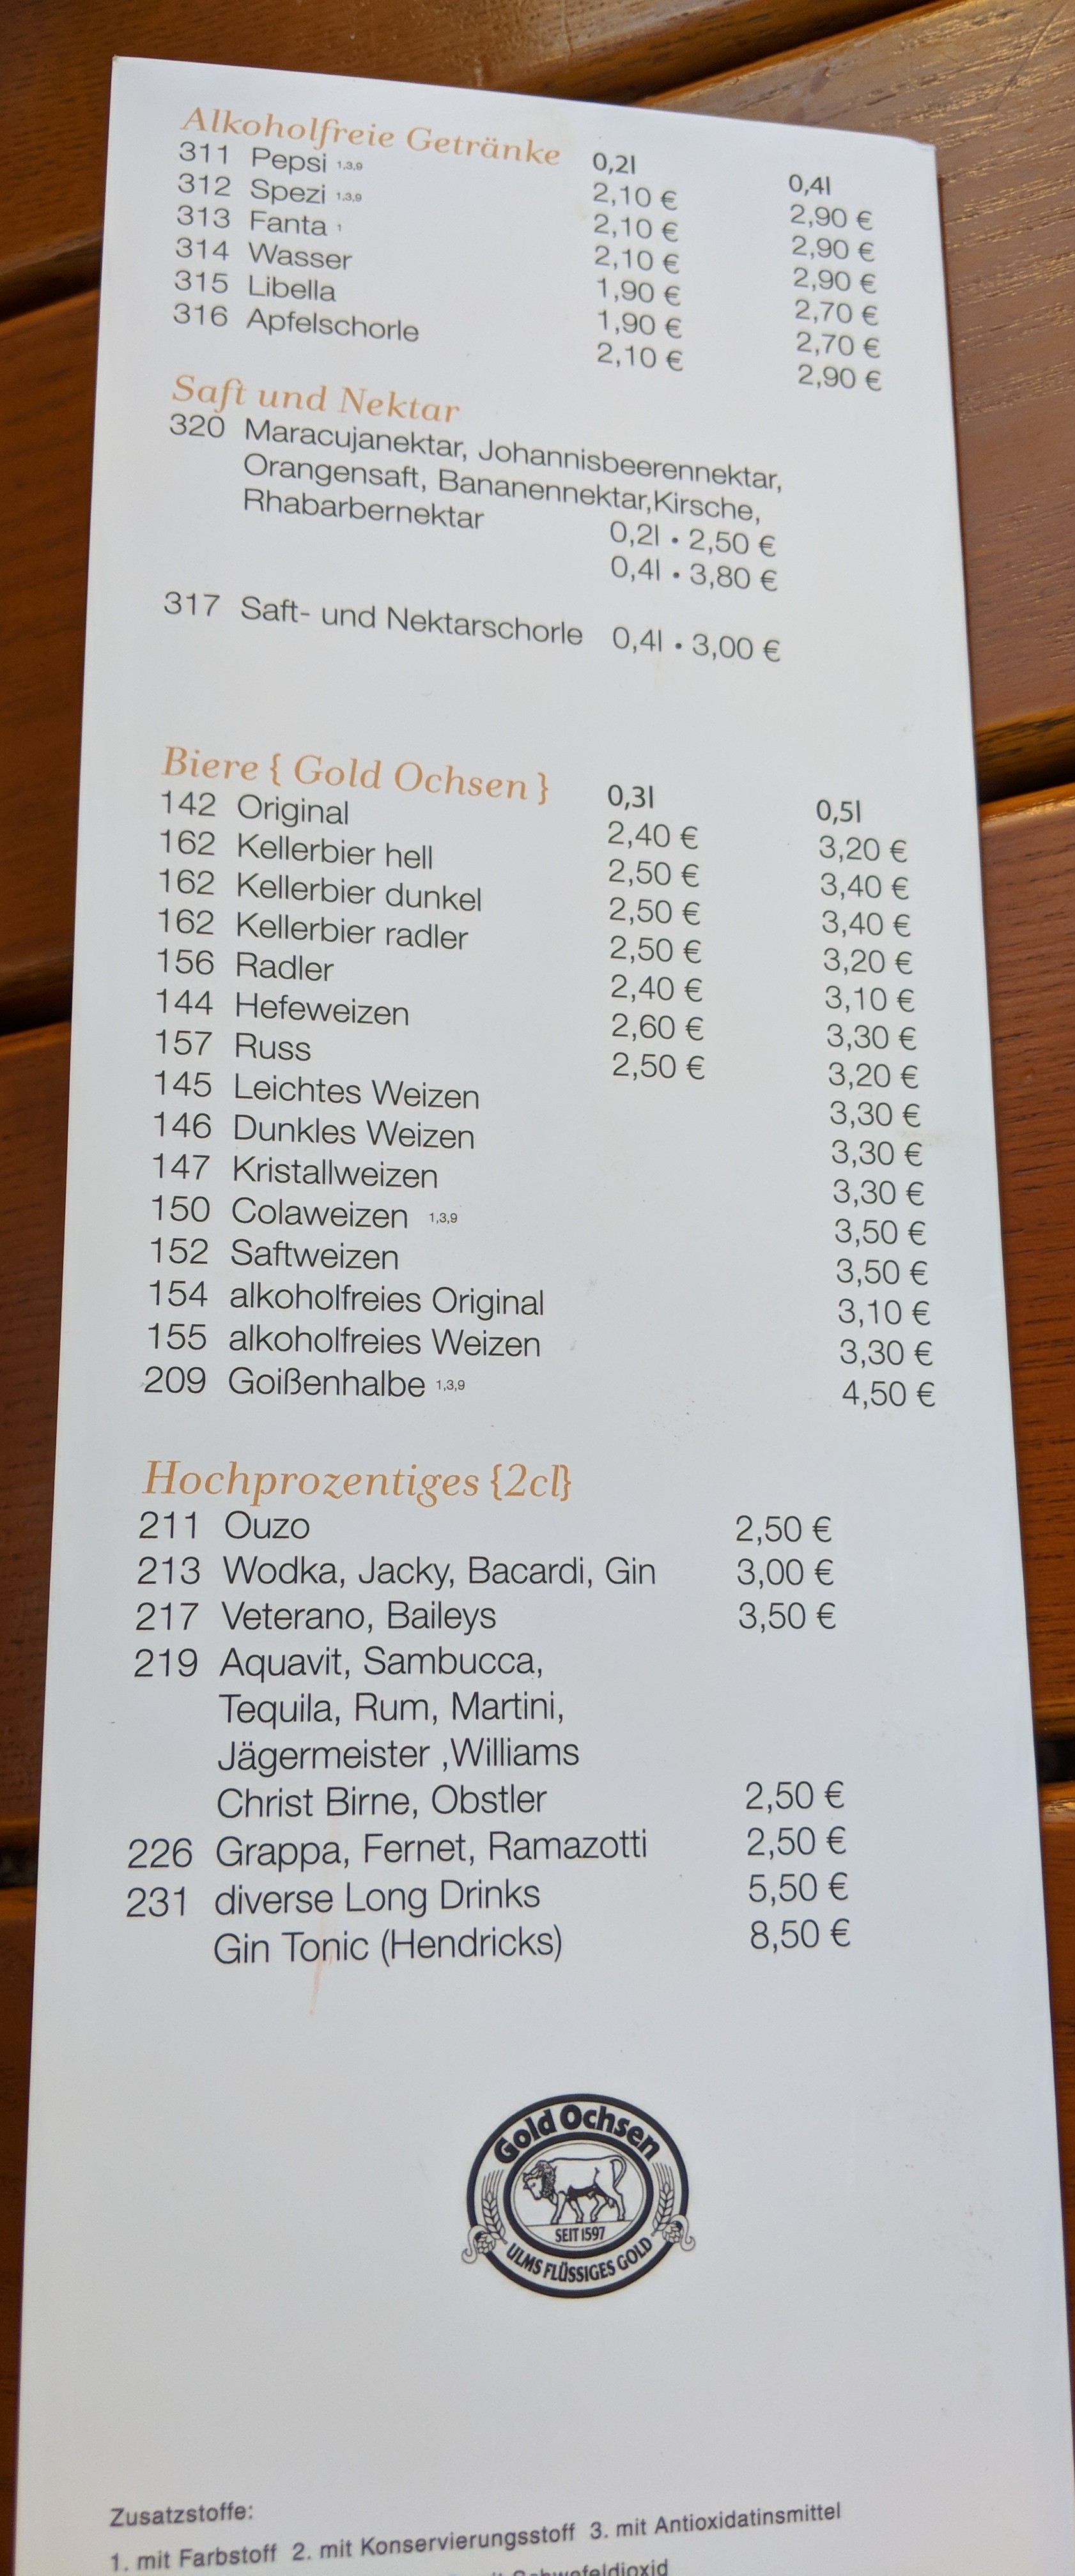 Alkoholfreie Getränke 0,2l 0,4l
311 Pepsi 1,3,9 2,10 € 2,90 €
312 Spezi 1,3,9 2,10 € 2,90 €
313 Fanta 1 2,10 € 2,90 €
314 Wasser 1,90 € 2,70 €
315 Libella 1,90 € 2,70 €
316 Apfelschorle 2,10 € 2,90 €
Saft und Nektar
320 Maracujanektar, Johannisbeerennektar,
Orangensaft, Bananennektar,Kirsche,
Rhabarbernektar 0,2l • 2,50 €
0,4l • 3,80 €
317 Saft- und Nektarschorle 0,4l • 3,00 €
Biere { Gold Ochsen } 0,3l 0,5l
142 Original 2,40 € 3,20 €
162 Kellerbier hell 2,50 € 3,40 €
162 Kellerbier dunkel 2,50 € 3,40 €
162 Kellerbier radler 2,50 € 3,20 €
156 Radler 2,40 € 3,10 €
144 Hefeweizen 2,60 € 3,30 €
157 Russ 2,50 € 3,20 €
145 Leichtes Weizen 3,30 €
146 Dunkles Weizen 3,30 €
147 Kristallweizen 3,30 €
150 Colaweizen 1,3,9 3,50 €
152 Saftweizen 3,50 €
154 alkoholfreies Original 3,10 €
155 alkoholfreies Weizen 3,30 €
209 Goißenhalbe 1,3,9 4,50 €
Hochprozentiges {2cl}
211 Ouzo 2,50 €
213 Wodka, Jacky, Bacardi, Gin 3,00 €
217 Veterano, Baileys 3,50 €
219 Aquavit, Sambucca,
Tequila, Rum, Martini,
Jägermeister ,Williams
Christ Birne, Obstler 2,50 €
226 Grappa, Fernet, Ramazotti 2,50 €
231 diverse Long Drinks 5,50 €
Gin Tonic (Hendricks) 8,50 €
Gold Ochsen
SEIT 1597
ULMS FLÜSSIGES GOLD
Zusatzstoffe:
1. mit Farbstoff 2. mit Konservierungsstoff 3. mit Antioxidatinsmittel